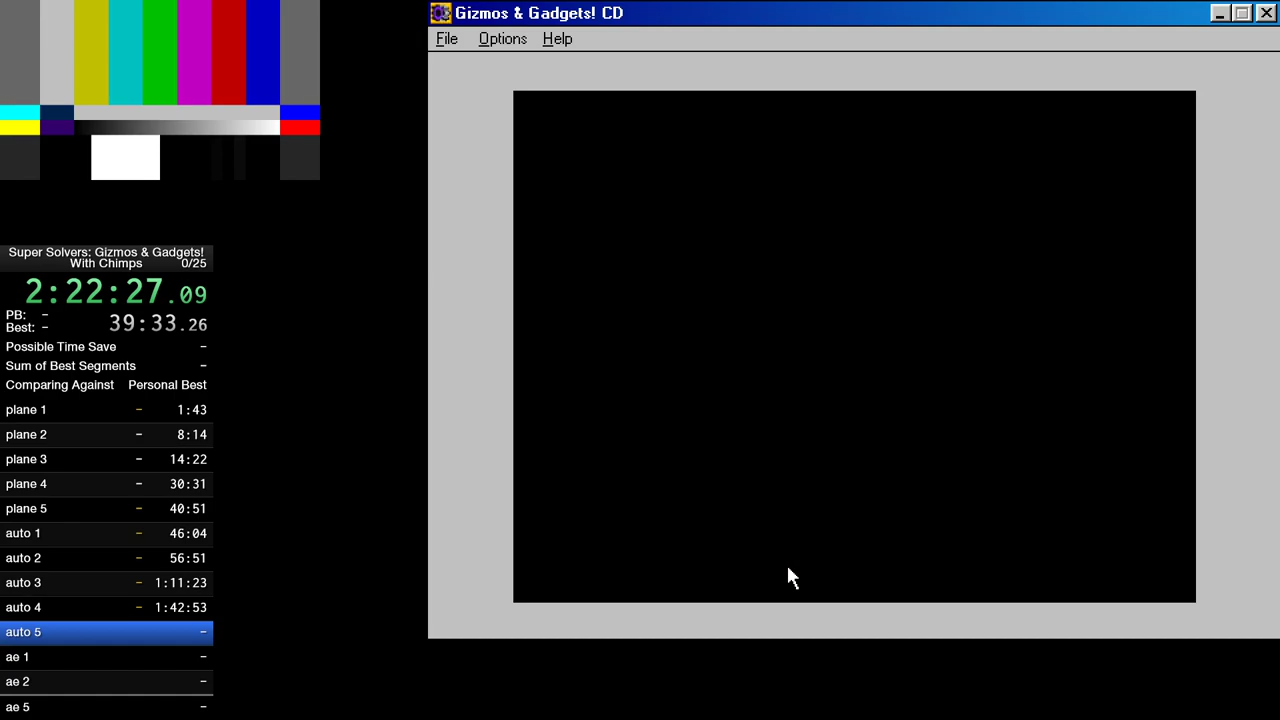 Gizmos & Gadgets! CD
File Options Help
Super Solvers: Gizmos & Gadgets!
With Chimps 0/25
2:22:27.09
PB: -
Best: - 39:33.26
Possible Time Save -
Sum of Best Segments -
Comparing Against Personal Best
plane 1 - 1:43
plane 2 - 8:14
plane 3 - 14:22
plane 4 - 30:31
plane 5 - 40:51
auto 1 - 46:04
auto 2 - 56:51
auto 3 - 1:11:23
auto 4 - 1:42:53
auto 5 -
ae 1 -
ae 2 -
ae 5 -